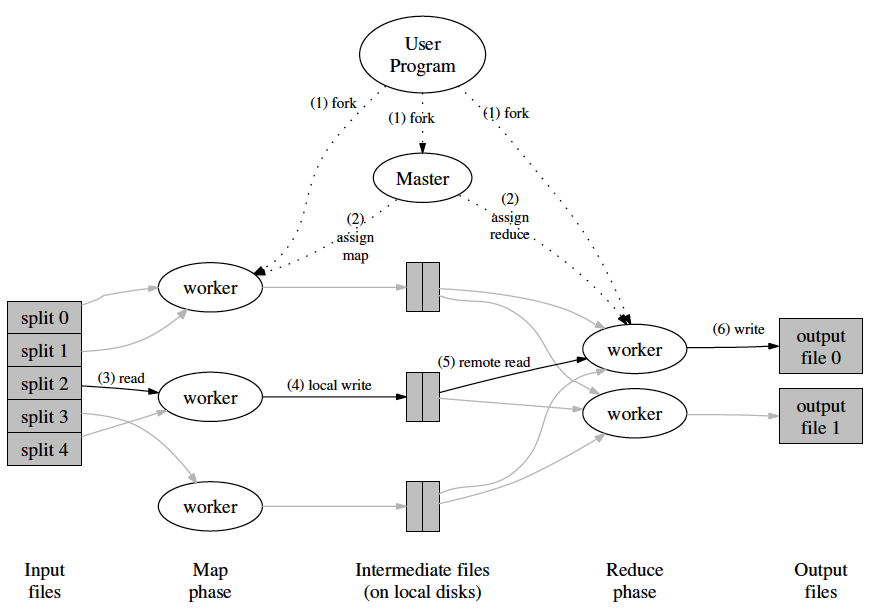 User
Program
(1) fork
(1) fork
(1) fork
Master
(2)
assign
map
(2)
assign
reduce
worker
split 0
split 1
split 2
split 3
split 4
(3) read
worker
(4) local write
worker
(5) remote read
worker
worker
(6) write
output
file 0
output
file 1
Input
files
Map
phase
Intermediate files
(on local disks)
Reduce
phase
Output
files